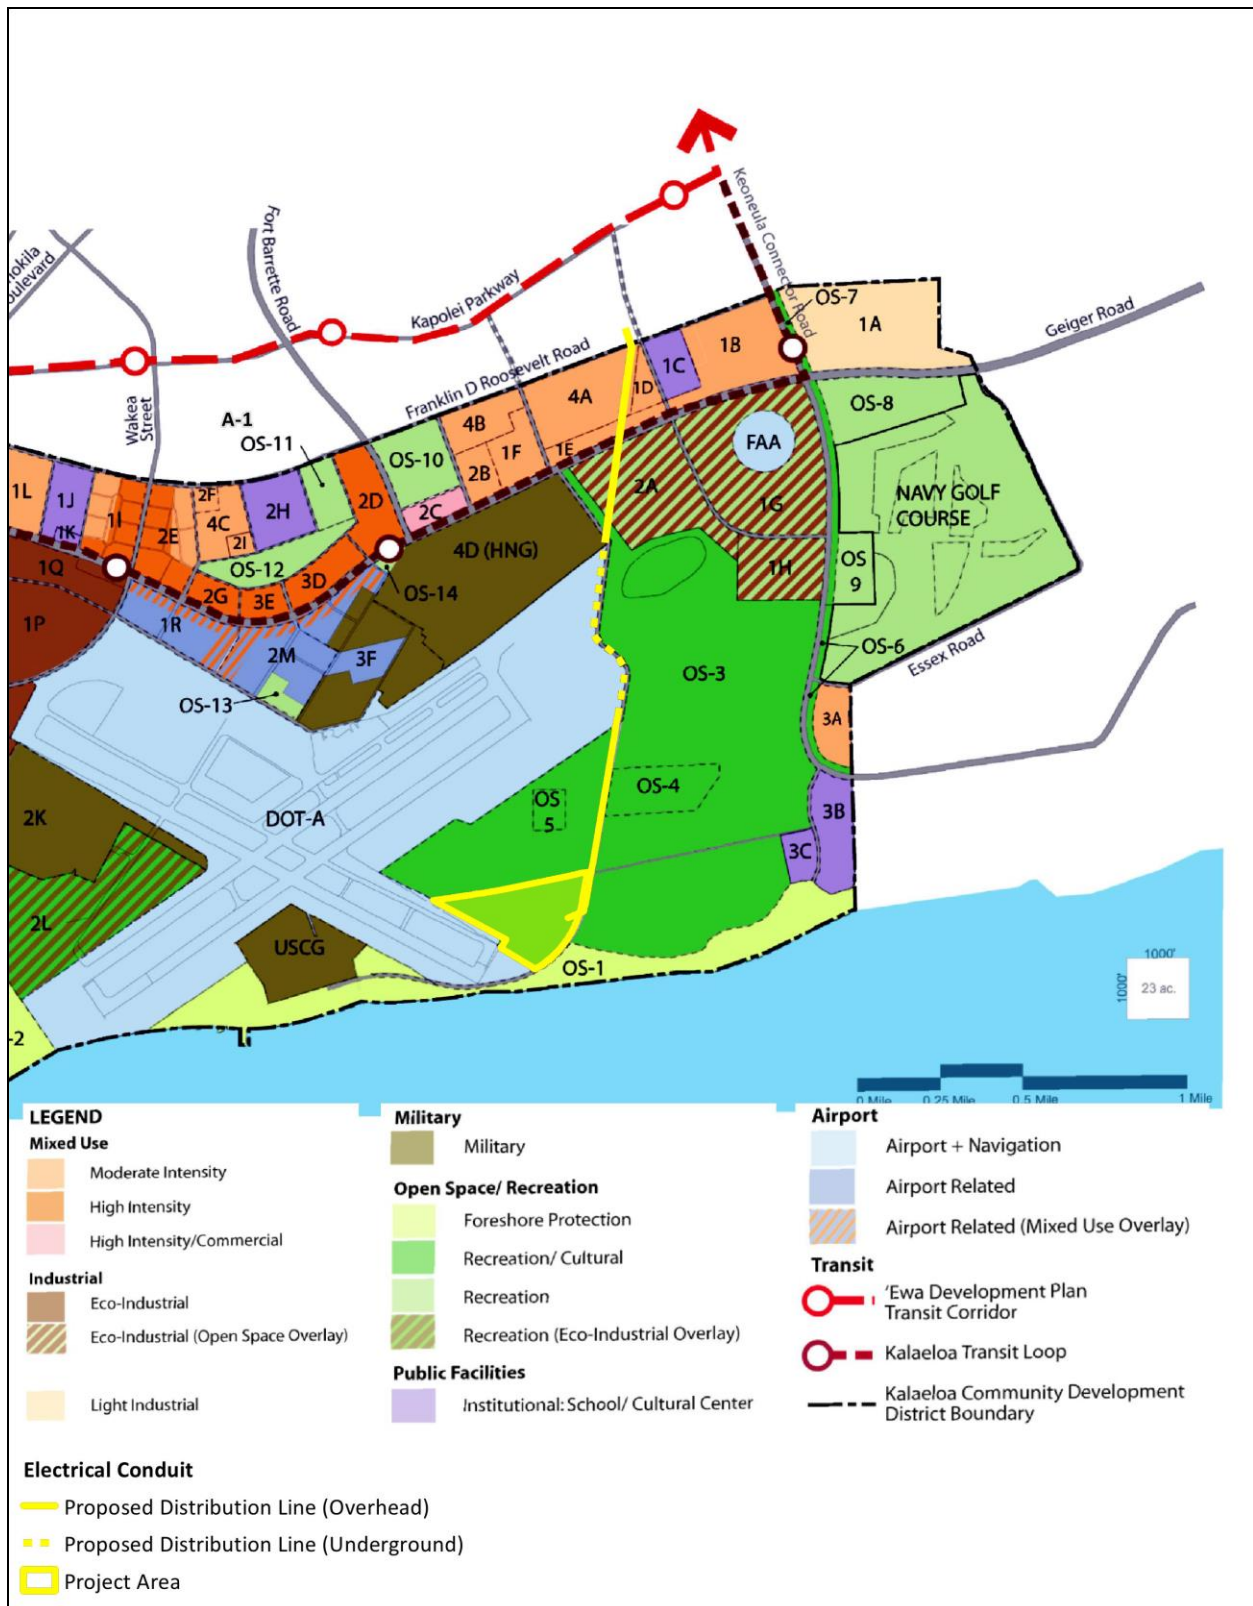 Keoneula Connector Road
Fort Barrette Road
nokila
oulevard
Kapolei Parkway
OS-7
1A
Geiger Road
1B
1C
Franklin D Roosevelt Road
1D
Wakea
Street
A-1
OS-11
4B
4A
OS-8
OS-10
FAA
1F
1E
2B
2D
1L
1J
1I
2F
2E
4C
2H
2I
1K
2C
2A
1G
NAVY GOLF
COURSE
4D (HNG)
1Q
OS-12
3D
1H
OS
9
2G
3E
OS-14
1P
1R
2M
3F
OS-6
Essex Road
OS-3
OS-13
3A
OS-4
OS
5
2K
DOT-A
3B
3C
2L
USCG
OS-1
1000'
1000'
23 ac.
-2
0 Mile 0.25 Mile 0.5 Mile 1 Mile
LEGEND
Mixed Use
Moderate Intensity
High Intensity
High Intensity/Commercial
Industrial
Eco-Industrial
Eco-Industrial (Open Space Overlay)
Light Industrial
Military
Military
Open Space/ Recreation
Foreshore Protection
Recreation/ Cultural
Recreation
Recreation (Eco-Industrial Overlay)
Public Facilities
Institutional: School/ Cultural Center
Airport
Airport + Navigation
Airport Related
Airport Related (Mixed Use Overlay)
Transit
'Ewa Development Plan
Transit Corridor
Kalaeloa Transit Loop
Kalaeloa Community Development
District Boundary
Electrical Conduit
Proposed Distribution Line (Overhead)
Proposed Distribution Line (Underground)
Project Area